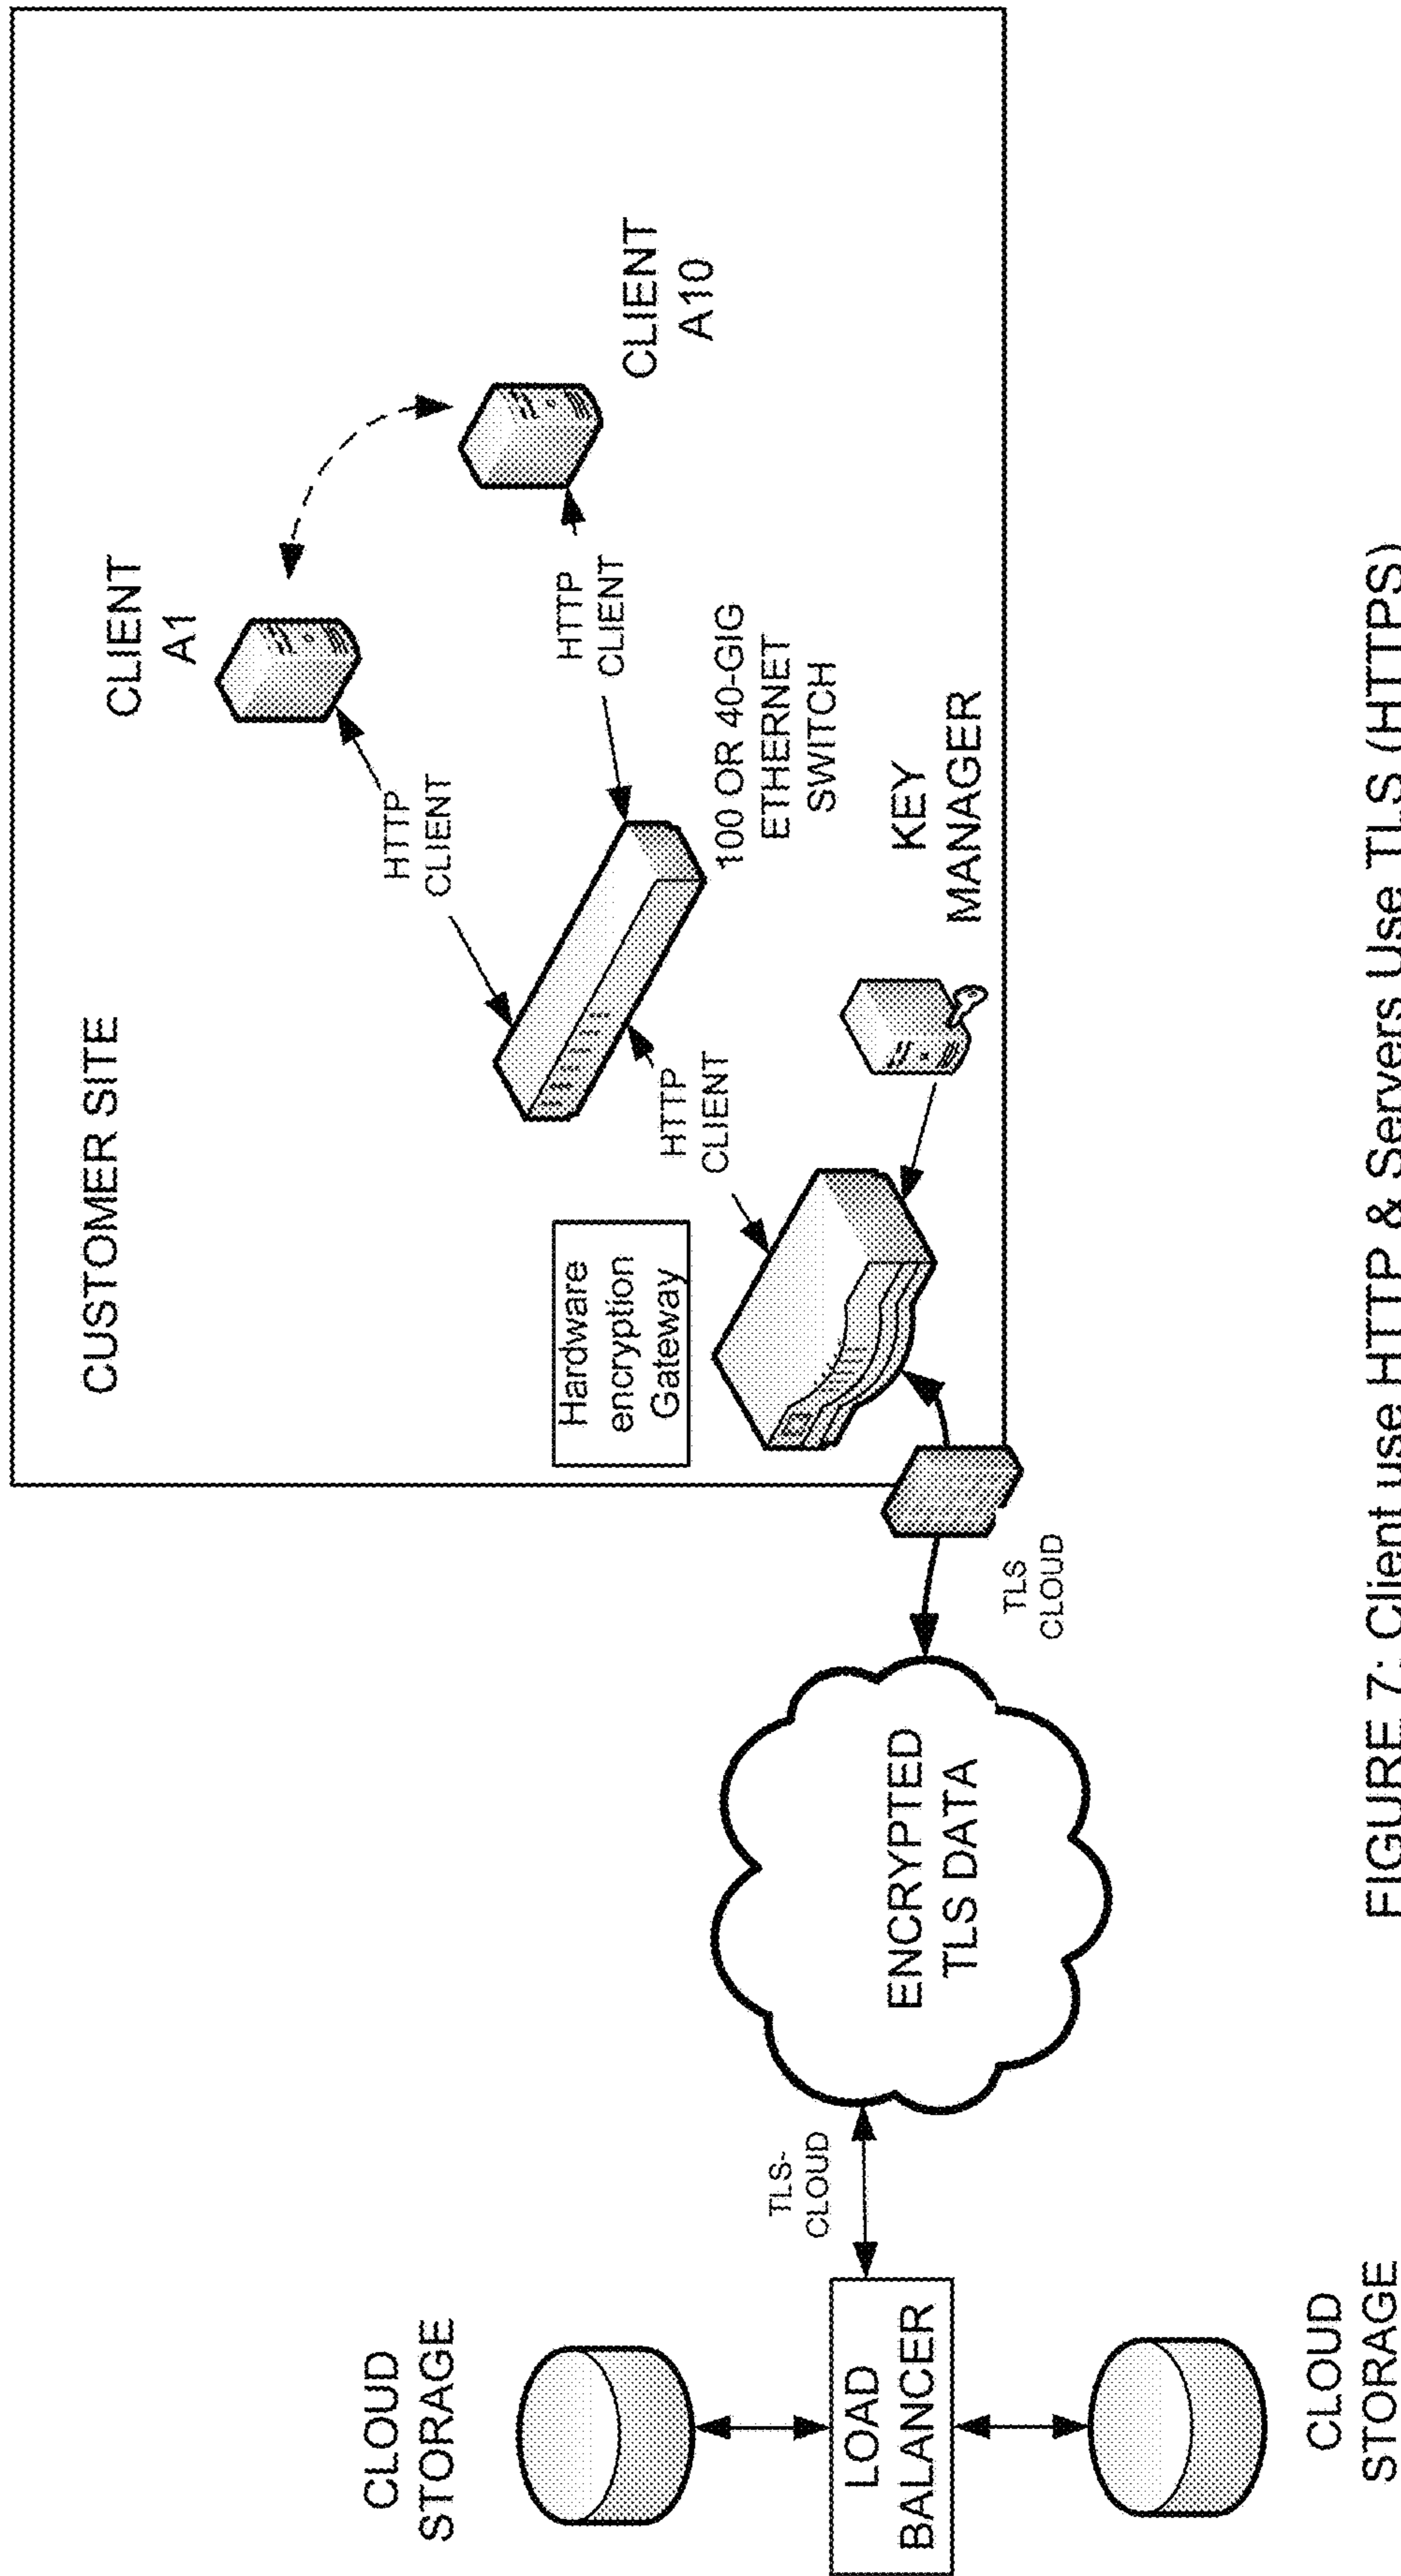 CUSTOMER SITE
CLIENT
A1
CLIENT
A10
HTTP
CLIENT
HTTP
CLIENT
100 OR 40-GIG
ETHERNET
SWITCH
HTTP
CLIENT
KEY
MANAGER
Hardware
encryption
Gateway
TLS
CLOUD
ENCRYPTED
TLS DATA
TLS-
CLOUD
CLOUD
STORAGE
LOAD
BALANCER
CLOUD
STORAGE
FIGURE 7: Client use HTTP & Servers Use TLS (HTTPS)